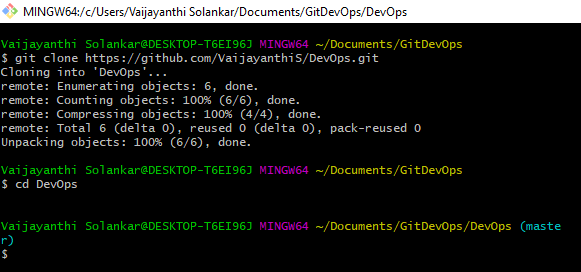 MINGW64:/c/Users/Vaijayanthi Solankar/Documents/GitDevOps/DevOps
Vaijayanthi Solankar@DESKTOP-T6EI96J MINGW64 ~/Documents/GitDevOps
$ git clone https://github.com/VaijayanthiS/DevOps.git
Cloning into 'DevOps'...
remote: Enumerating objects: 6, done.
remote: Counting objects: 100% (6/6), done.
remote: Compressing objects: 100% (4/4), done.
remote: Total 6 (delta 0), reused 0 (delta 0), pack-reused 0
Unpacking objects: 100% (6/6), done.
Vaijayanthi Solankar@DESKTOP-T6EI96J MINGW64 ~/Documents/GitDevOps
$ cd DevOps
Vaijayanthi Solankar@DESKTOP-T6EI96J MINGW64 ~/Documents/GitDevOps/DevOps (maste
r)
$